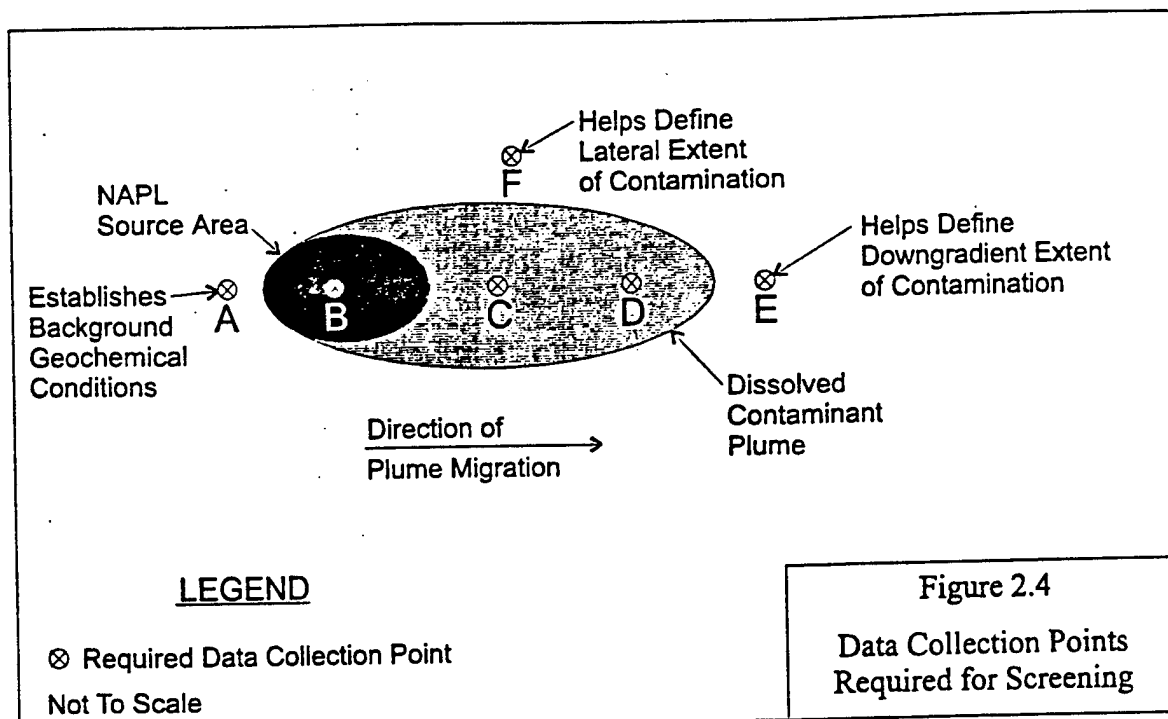 Helps Define
Lateral Extent
of Contamination
F
NAPL
Source Area
Helps Define
Downgradient Extent
of Contamination
Establishes
Background
Geochemical
Conditions
A
B
C
D
E
Dissolved
Contaminant
Plume
Direction of
Plume Migration
LEGEND
⊗ Required Data Collection Point
Not To Scale
Figure 2.4
Data Collection Points
Required for Screening